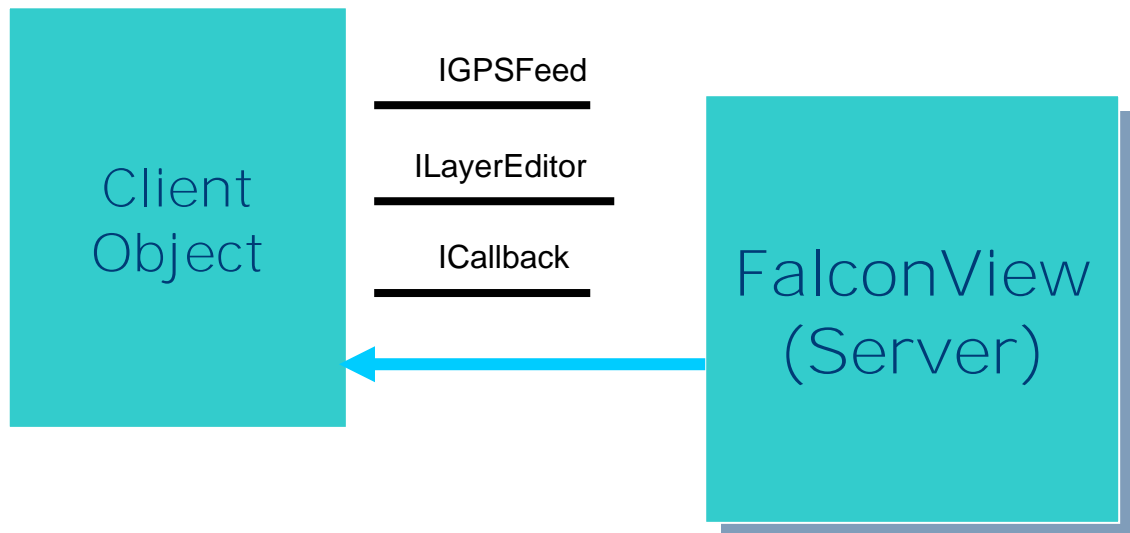 Client
Object
IGPSFeed
ILayerEditor
ICallback
FalconView
(Server)